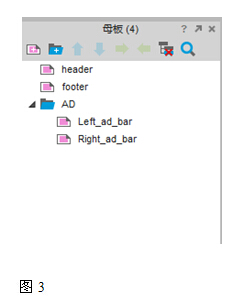 母板 (4)
header
footer
AD
Left_ad_bar
Right_ad_bar
图 3